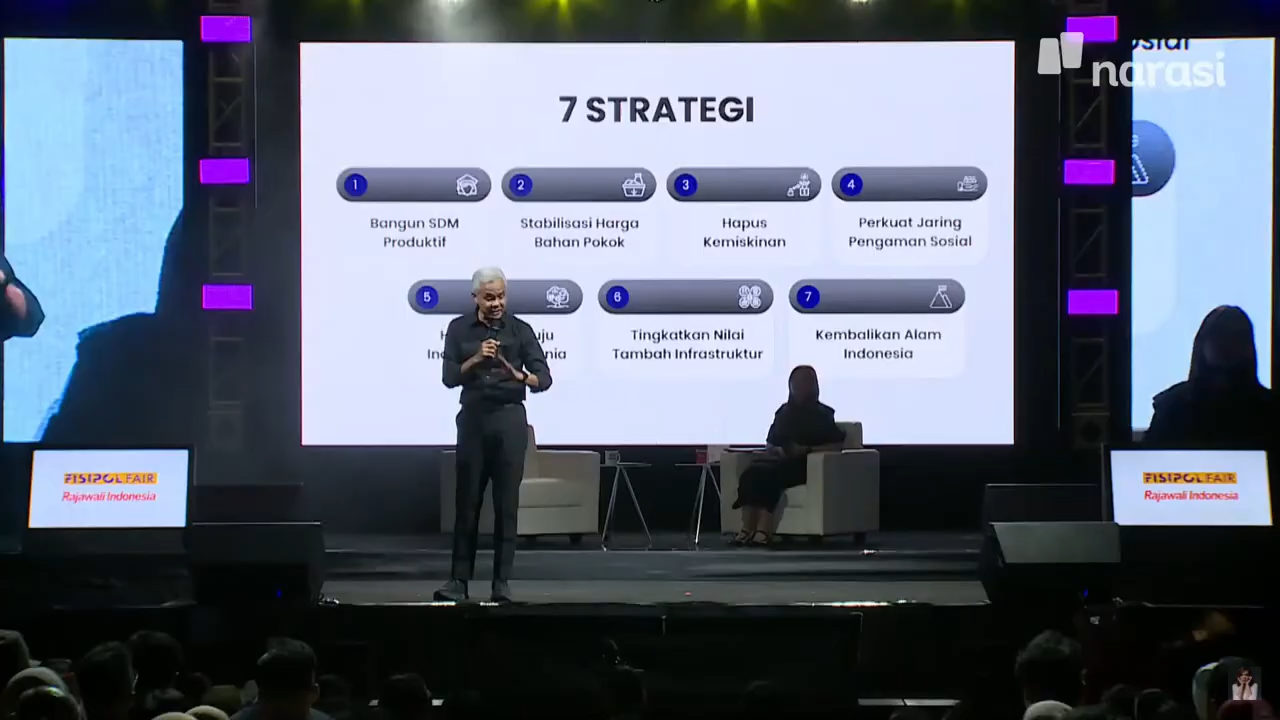 narasi
7 STRATEGI
1
2
3
4
Bangun SDM
Produktif
Stabilisasi Harga
Bahan Pokok
Hapus
Kemiskinan
Perkuat Jaring
Pengaman Sosial
5
6
7
Tingkatkan Nilai
Tambah Infrastruktur
Kembalikan Alam
Indonesia
FISIPOL FAIR
Rajawali Indonesia
FISIPOL FAIR
Rajawali Indonesia